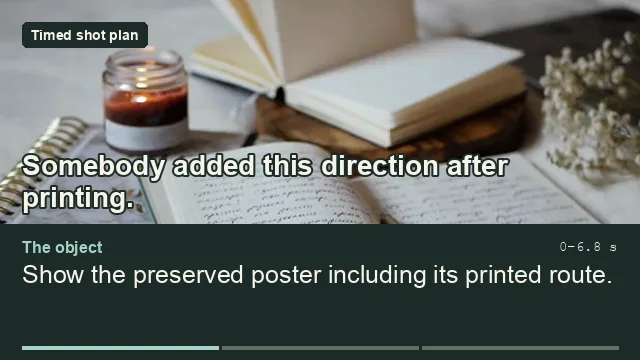 Timed shot plan
Somebody added this direction after
printing.
The object
0–6.8 s
Show the preserved poster including its printed route.